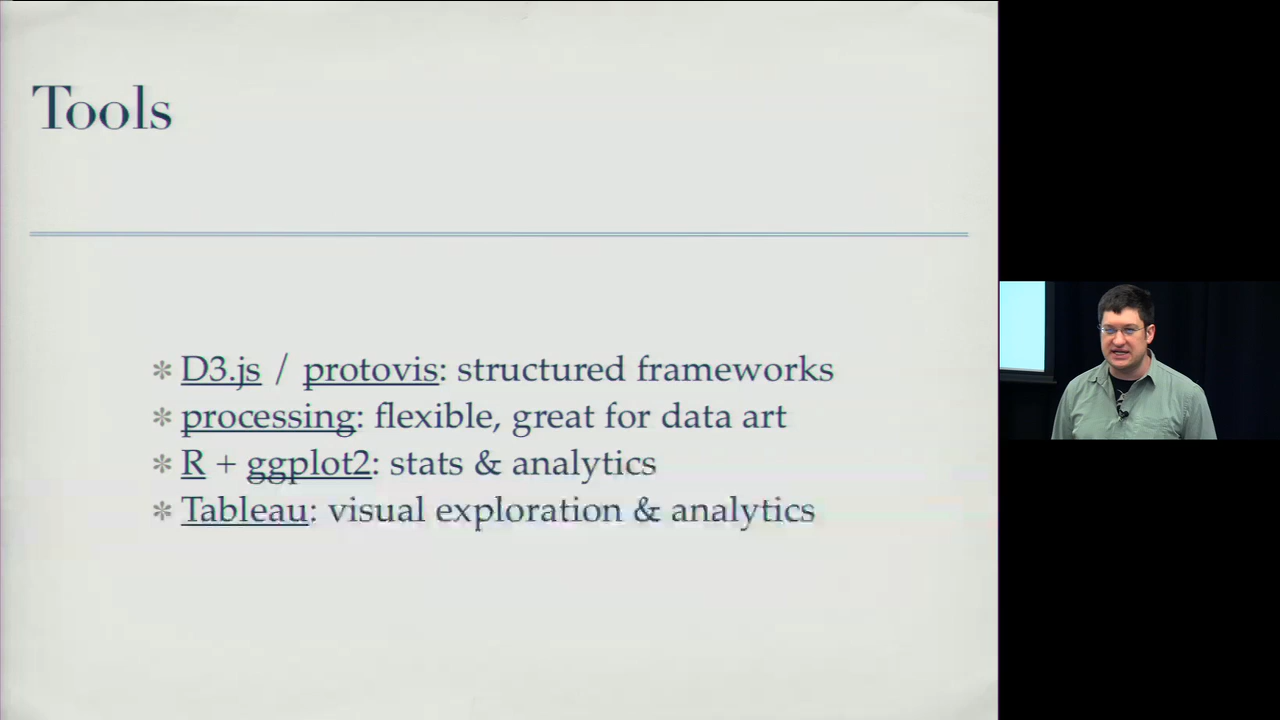 Tools
* D3.js / protovis: structured frameworks
* processing: flexible, great for data art
* R + ggplot2: stats & analytics
* Tableau: visual exploration & analytics